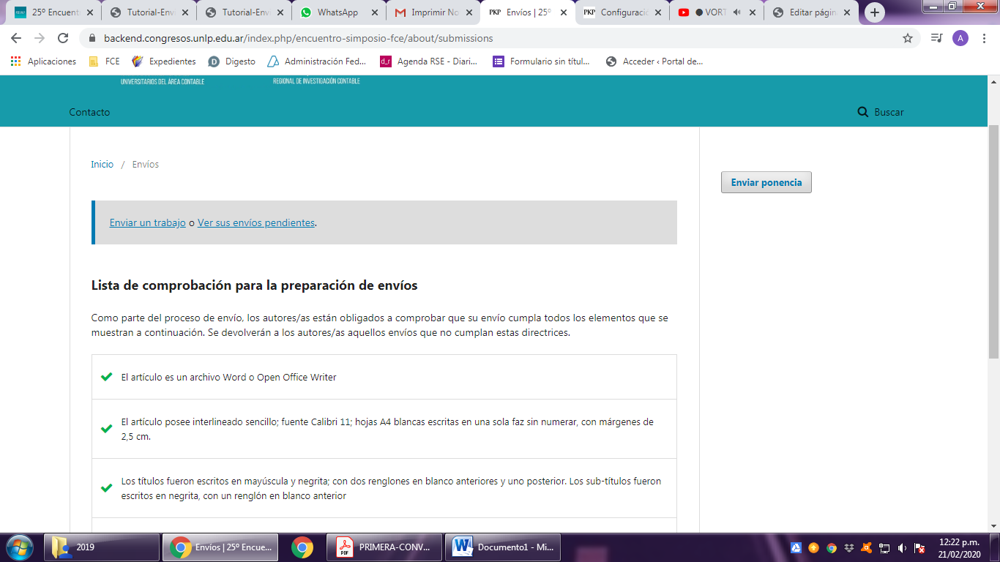 25º Encuent
Tutorial-Env
Tutorial-Env
WhatsApp
Imprimir No
PKP Envíos | 25º
PKP Configuració
VORT
Editar págin
backend.congresos.unlp.edu.ar/index.php/encuentro-simposio-fce/about/submissions
A
Aplicaciones
FCE
Expedientes
Digesto
Administración Fed...
d_r Agenda RSE - Diari...
Formulario sin títul...
Acceder ‹ Portal de...
UNIVERSITARIOS DEL ÁREA CONTABLE
REGIONAL DE INVESTIGACIÓN CONTABLE
Contacto
Buscar
Inicio / Envíos
Enviar ponencia
Enviar un trabajo o Ver sus envíos pendientes.
Lista de comprobación para la preparación de envíos
Como parte del proceso de envío, los autores/as están obligados a comprobar que su envío cumpla todos los elementos que se
muestran a continuación. Se devolverán a los autores/as aquellos envíos que no cumplan estas directrices.
El artículo es un archivo Word o Open Office Writer
El artículo posee interlineado sencillo; fuente Calibri 11; hojas A4 blancas escritas en una sola faz sin numerar, con márgenes de
2,5 cm.
Los títulos fueron escritos en mayúscula y negrita; con dos renglones en blanco anteriores y uno posterior. Los sub-títulos fueron
escritos en negrita, con un renglón en blanco anterior
2019
Envíos | 25º Encue...
PDF PRIMERA-CONV...
W Documento1 - Mi...
12:22 p.m.
21/02/2020